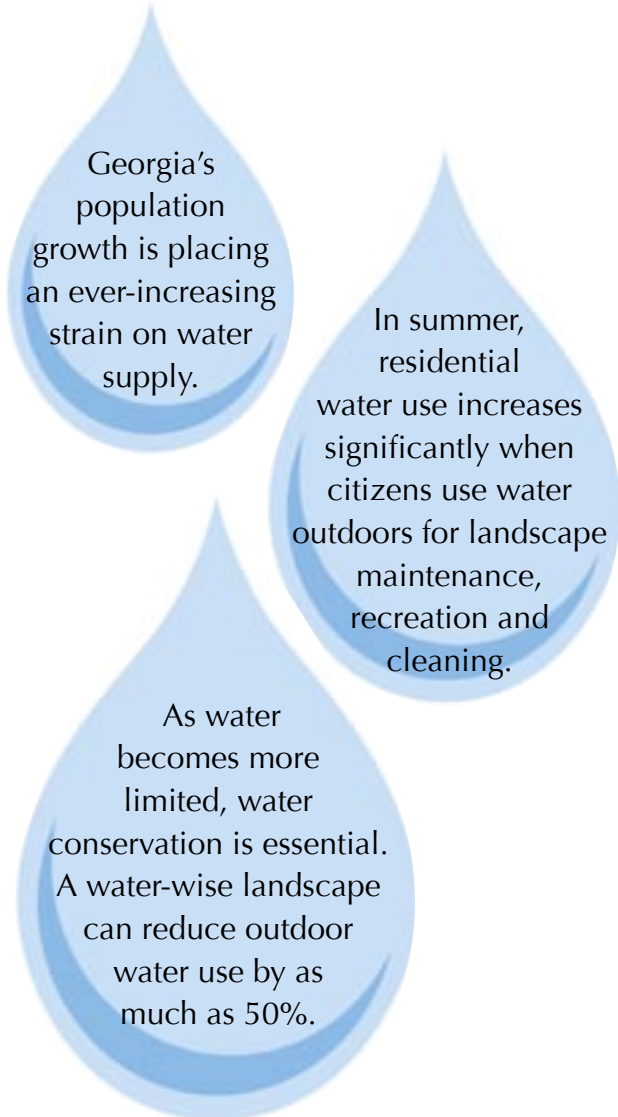 Georgia’s
population
growth is placing
an ever-increasing
strain on water
supply.
In summer,
residential
water use increases
significantly when
citizens use water
outdoors for landscape
maintenance,
recreation and
cleaning.
As water
becomes more
limited, water
conservation is essential.
A water-wise landscape
can reduce outdoor
water use by as
much as 50%.